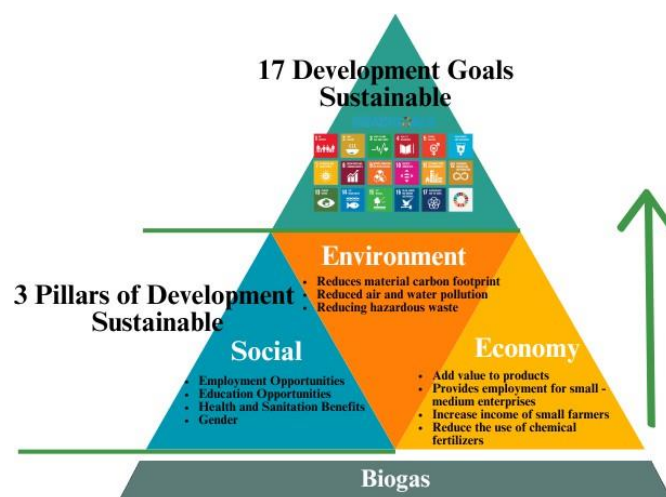 17 Development Goals
Sustainable
Environment
• Reduces material carbon footprint
• Reduced air and water pollution
• Reducing hazardous waste
3 Pillars of Development
Sustainable
Social
• Employment Opportunities
• Education Opportunities
• Health and Sanitation Benefits
• Gender
Economy
• Add value to products
• Provides employment for small -
medium enterprises
• Increase income of small farmers
• Reduce the use of chemical
fertilizers
Biogas